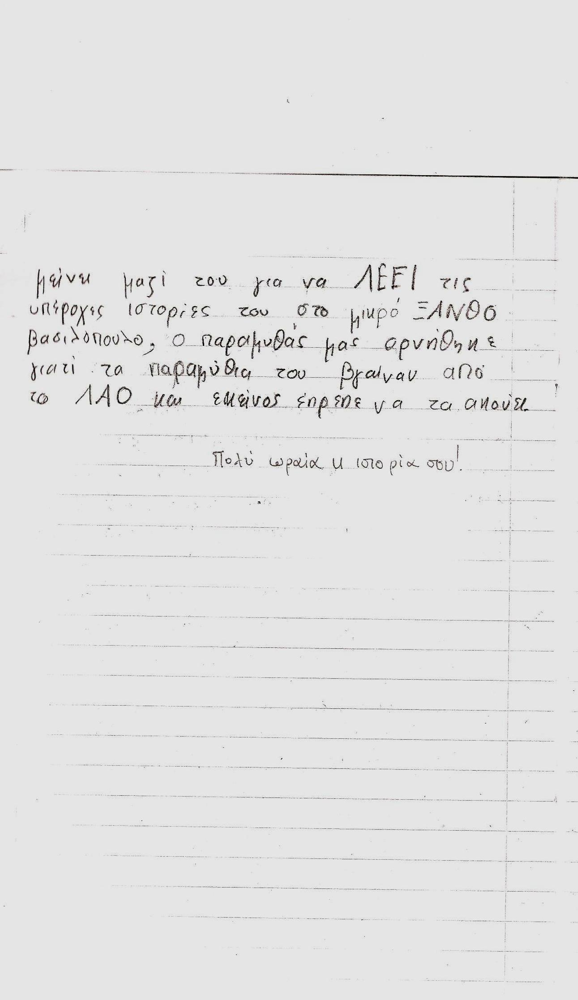 μείνει μαζί του για να ΛΕΕΙ τις
υπέροχες ιστορίες του στο μικρό ΞΑΝΘΟ
βασιλόπουλο, ο παραμυθάς μας αρνήθηκε
γιατί τα παραμύθια του βγαίναν από
το ΛΑΟ και εκείνος έπρεπε να τα ακούει.
Πολύ ωραία η ιστορία σου!